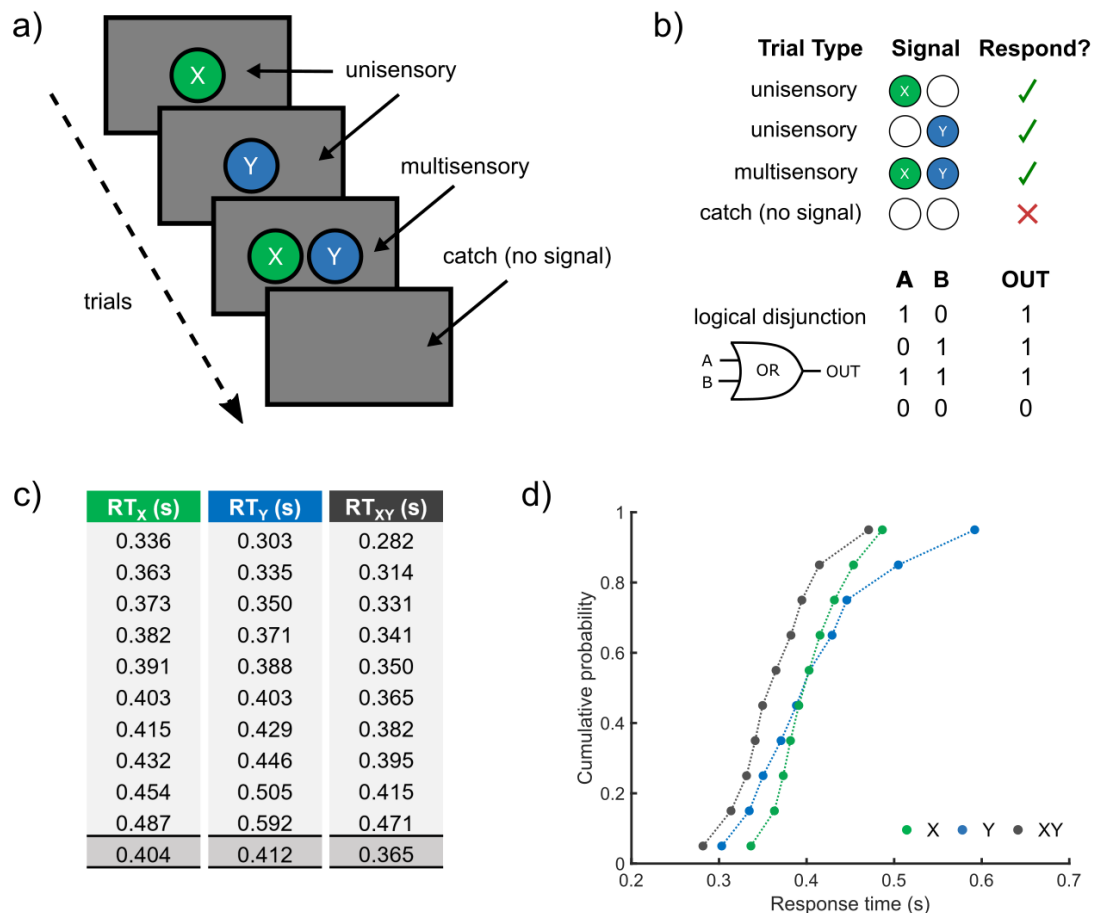 a)
X
unisensory
Y
multisensory
X Y
catch (no signal)
trials
b)
Trial Type Signal Respond?
unisensory X ✓
unisensory Y ✓
multisensory X Y ✓
catch (no signal) ✕
A B OUT
logical disjunction 1 0 1
0 1 1
A
B OR OUT
1 1 1
0 0 0
c)
RTX (s) RTY (s) RTXY (s)
0.336 0.303 0.282
0.363 0.335 0.314
0.373 0.350 0.331
0.382 0.371 0.341
0.391 0.388 0.350
0.403 0.403 0.365
0.415 0.429 0.382
0.432 0.446 0.395
0.454 0.505 0.415
0.487 0.592 0.471
0.404 0.412 0.365
d)
Cumulative probability
1
0.8
0.6
0.4
0.2
0
0.2 0.3 0.4 0.5 0.6 0.7
Response time (s)
X Y XY